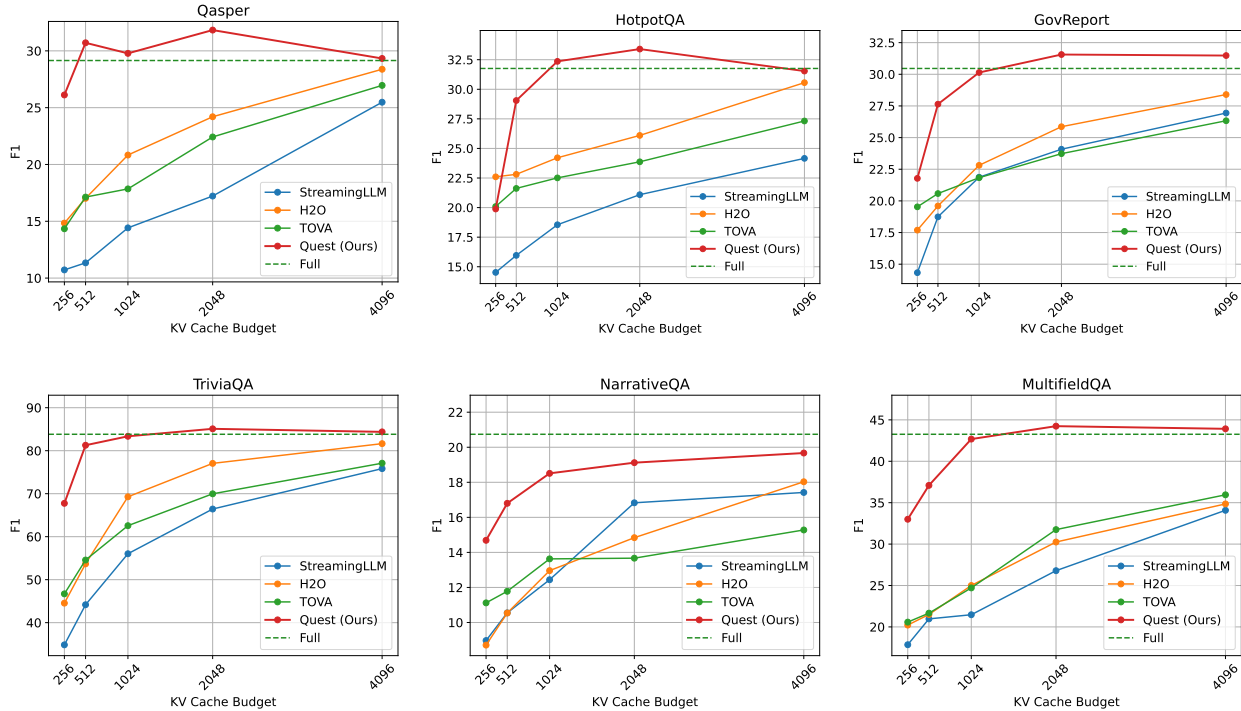 Qasper
30
25
20
15
10
F1
StreamingLLM
H2O
TOVA
Quest (Ours)
Full
256
512
1024
2048
4096
KV Cache Budget
HotpotQA
32.5
30.0
27.5
25.0
22.5
20.0
17.5
15.0
F1
StreamingLLM
H2O
TOVA
Quest (Ours)
Full
256
512
1024
2048
4096
KV Cache Budget
GovReport
32.5
30.0
27.5
25.0
22.5
20.0
17.5
15.0
F1
StreamingLLM
H2O
TOVA
Quest (Ours)
Full
256
512
1024
2048
4096
KV Cache Budget
TriviaQA
90
80
70
60
50
40
F1
StreamingLLM
H2O
TOVA
Quest (Ours)
Full
256
512
1024
2048
4096
KV Cache Budget
NarrativeQA
22
20
18
16
14
12
10
F1
StreamingLLM
H2O
TOVA
Quest (Ours)
Full
256
512
1024
2048
4096
KV Cache Budget
MultifieldQA
45
40
35
30
25
20
F1
StreamingLLM
H2O
TOVA
Quest (Ours)
Full
256
512
1024
2048
4096
KV Cache Budget